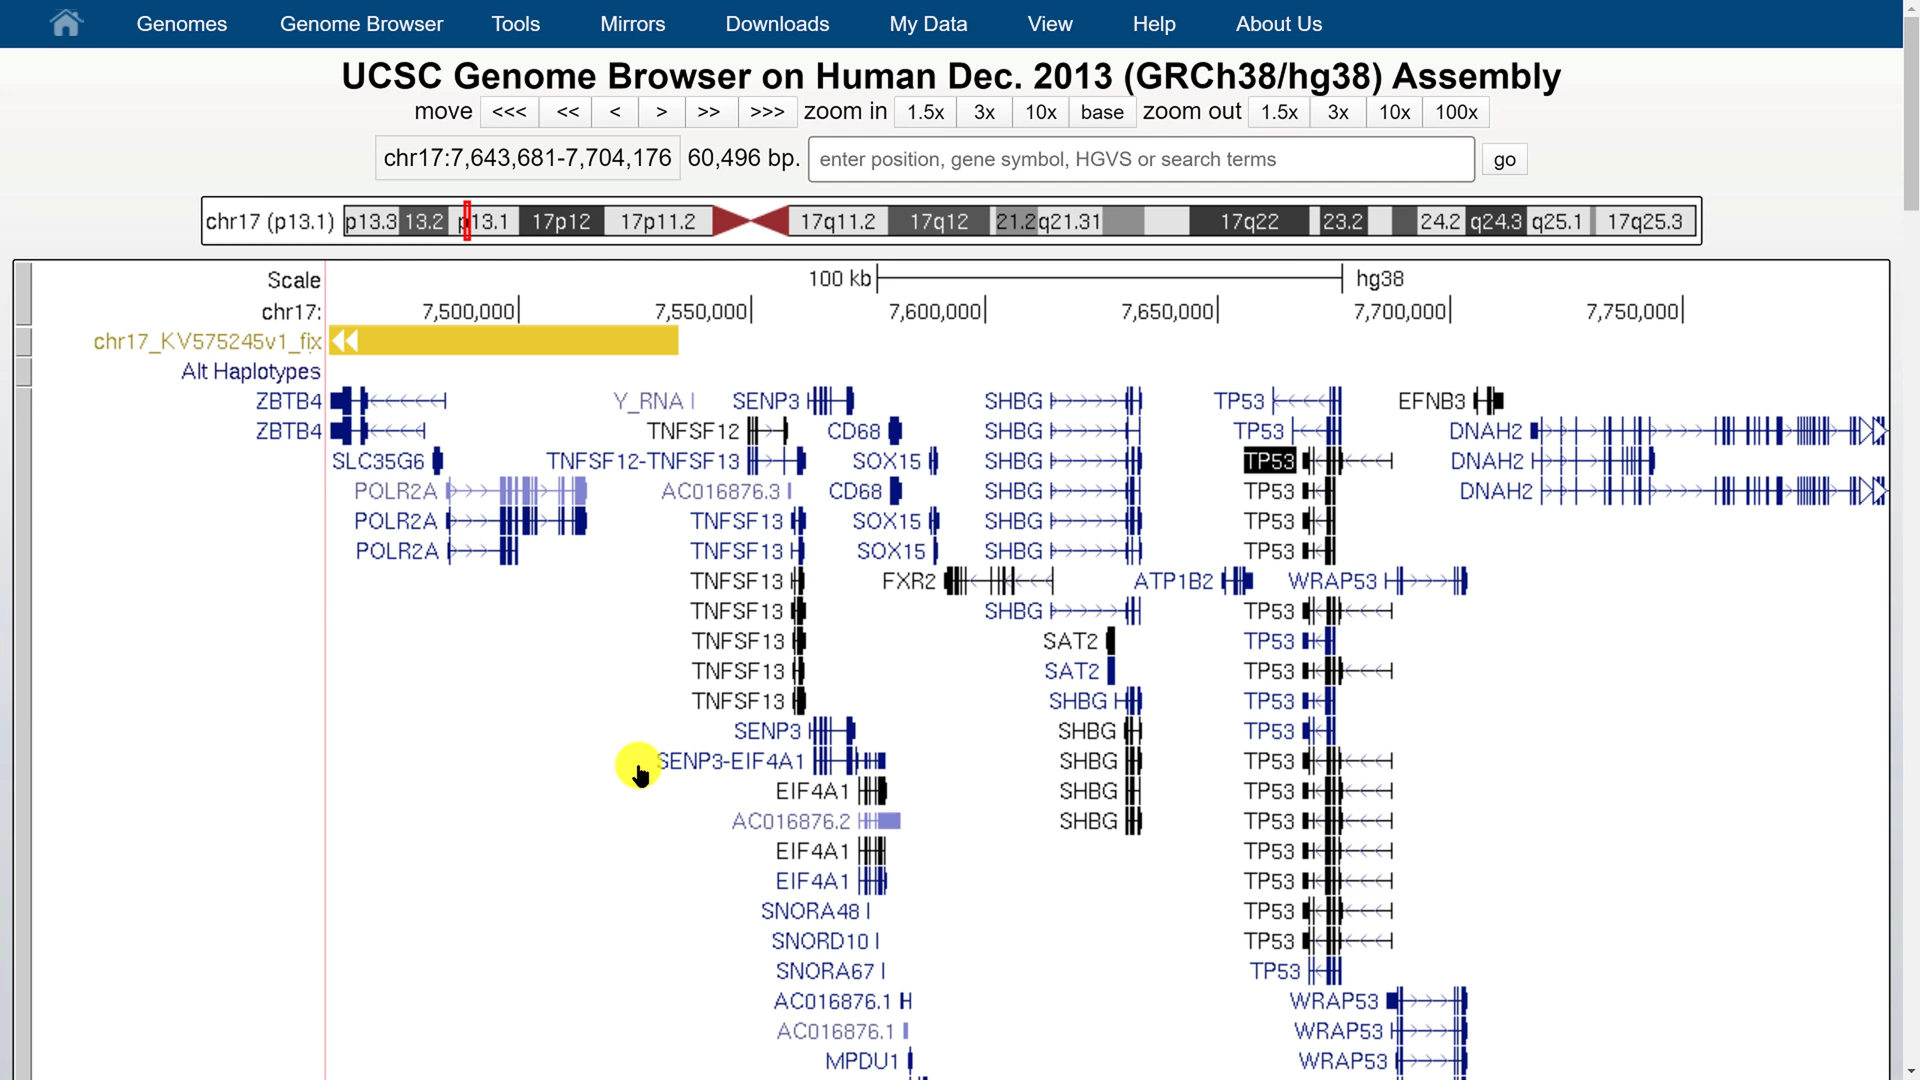 Genomes Genome Browser Tools Mirrors Downloads My Data View Help About Us
UCSC Genome Browser on Human Dec. 2013 (GRCh38/hg38) Assembly
move <<< << < > >> >>> zoom in 1.5x 3x 10x base zoom out 1.5x 3x 10x 100x
chr17:7,643,681-7,704,176 60,496 bp. enter position, gene symbol, HGVS or search terms go
chr17 (p13.1) p13.3 13.2 p13.1 17p12 17p11.2 17q11.2 17q12 21.2 q21.31 17q22 23.2 24.2 q24.3 q25.1 17q25.3
Scale 100 kb hg38
chr17: 7,500,000 7,550,000 7,600,000 7,650,000 7,700,000 7,750,000
chr17_KV575245v1_fix
Alt Haplotypes
ZBTB4 Y_RNA SENP3 SHBG TP53 EFNB3
ZBTB4 TNFSF12 CD68 SHBG TP53 DNAH2
SLC35G6 TNFSF12-TNFSF13 SOX15 SHBG TP53 DNAH2
POLR2A AC016876.3 CD68 SHBG TP53 DNAH2
POLR2A TNFSF13 SOX15 SHBG TP53
POLR2A TNFSF13 SOX15 SHBG TP53
TNFSF13 FXR2 ATP1B2 WRAP53
TNFSF13 SHBG TP53
TNFSF13 SAT2 TP53
TNFSF13 SAT2 TP53
TNFSF13 SHBG TP53
SENP3 SHBG TP53
SENP3-EIF4A1 SHBG TP53
EIF4A1 SHBG TP53
AC016876.2 SHBG TP53
EIF4A1 TP53
EIF4A1 TP53
SNORA48 TP53
SNORD10 TP53
SNORA67 TP53
AC016876.1 WRAP53
AC016876.1 WRAP53
MPDU1 WRAP53